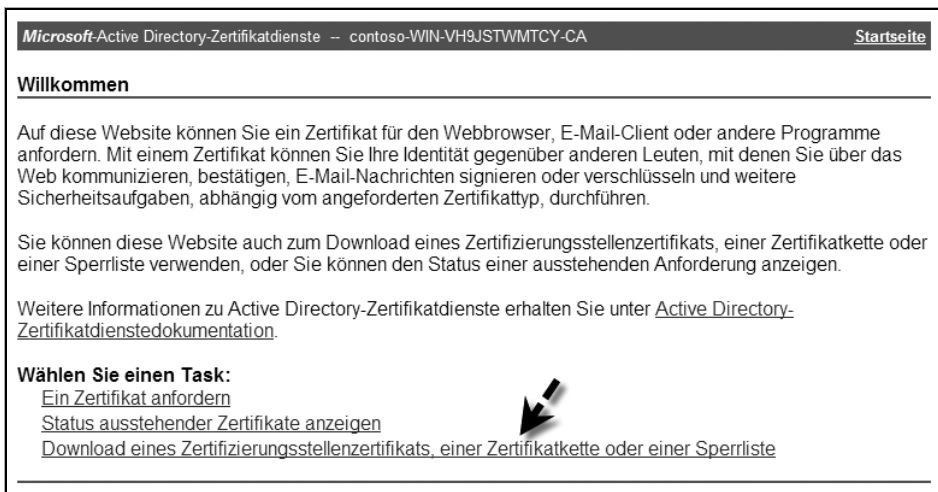 Microsoft-Active Directory-Zertifikatdienste -- contoso-WIN-VH9JSTWMTCY-CA Startseite
Willkommen
Auf diese Website können Sie ein Zertifikat für den Webbrowser, E-Mail-Client oder andere Programme
anfordern. Mit einem Zertifikat können Sie Ihre Identität gegenüber anderen Leuten, mit denen Sie über das
Web kommunizieren, bestätigen, E-Mail-Nachrichten signieren oder verschlüsseln und weitere
Sicherheitsaufgaben, abhängig vom angeforderten Zertifikattyp, durchführen.
Sie können diese Website auch zum Download eines Zertifizierungsstellenzertifikats, einer Zertifikatkette oder
einer Sperrliste verwenden, oder Sie können den Status einer ausstehenden Anforderung anzeigen.
Weitere Informationen zu Active Directory-Zertifikatdienste erhalten Sie unter Active Directory-
Zertifikatdienstedokumentation.
Wählen Sie einen Task:
Ein Zertifikat anfordern
Status ausstehender Zertifikate anzeigen
Download eines Zertifizierungsstellenzertifikats, einer Zertifikatkette oder einer Sperrliste